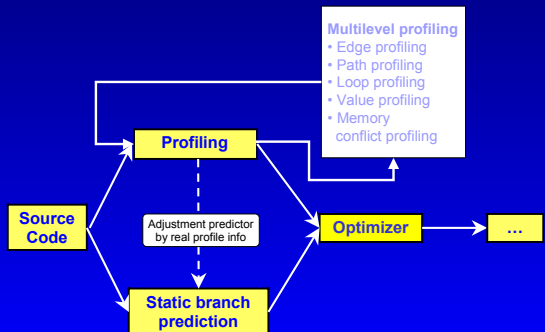 Multilevel profiling
• Edge profiling
• Path profiling
• Loop profiling
• Value profiling
• Memory
conflict profiling
Profiling
Source
Code
Adjustment predictor
by real profile info
Optimizer
...
Static branch
prediction